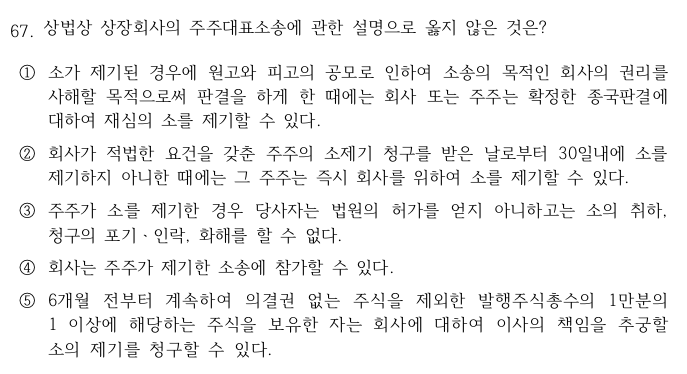 67. 상법상 상장회사의 주주대표소송에 관한 설명으로 옳지 않은 것은?
① 소가 제기된 경우에 원고와 피고의 공모로 인하여 소송의 목적인 회사의 권리를
사해할 목적으로써 판결을 하게 한 때에는 회사 또는 주주는 확정한 종국판결에
대하여 재심의 소를 제기할 수 있다.
② 회사가 적법한 요건을 갖춘 주주의 소제기 청구를 받은 날로부터 30일내에 소를
제기하지 아니한 때에는 그 주주는 즉시 회사를 위하여 소를 제기할 수 있다.
③ 주주가 소를 제기한 경우 당사자는 법원의 허가를 얻지 아니하고는 소의 취하,
청구의 포기ㆍ인락, 화해를 할 수 없다.
④ 회사는 주주가 제기한 소송에 참가할 수 있다.
⑤ 6개월 전부터 계속하여 의결권 없는 주식을 제외한 발행주식총수의 1만분의
1 이상에 해당하는 주식을 보유한 자는 회사에 대하여 이사의 책임을 추궁할
소의 제기를 청구할 수 있다.